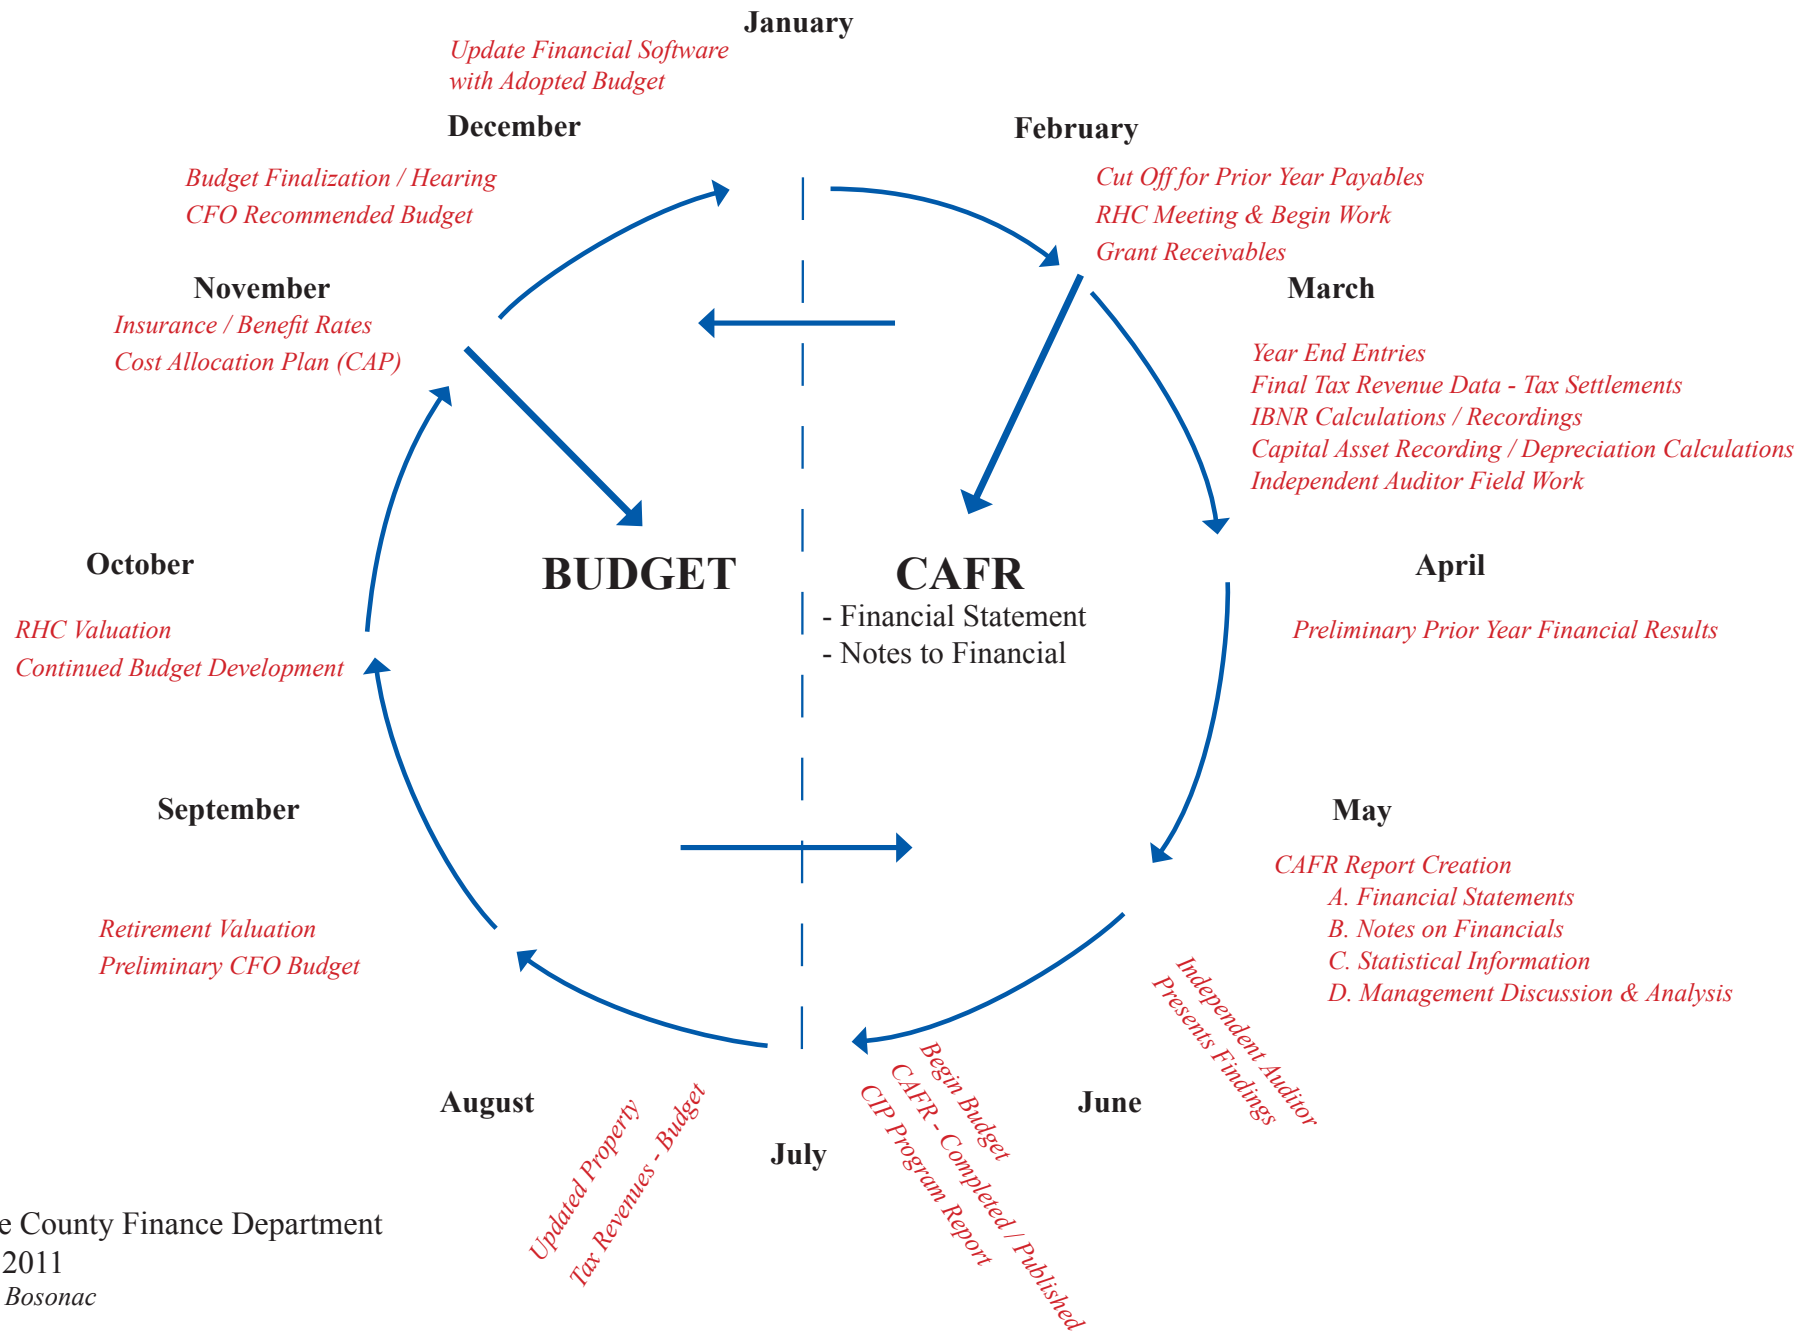 January
Update Financial Software
with Adopted Budget
December
February
Budget Finalization / Hearing
CFO Recommended Budget
Cut Off for Prior Year Payables
RHC Meeting & Begin Work
Grant Receivables
November
Insurance / Benefit Rates
Cost Allocation Plan (CAP)
March
Year End Entries
Final Tax Revenue Data - Tax Settlements
IBNR Calculations / Recordings
Capital Asset Recording / Depreciation Calculations
Independent Auditor Field Work
October
RHC Valuation
Continued Budget Development
BUDGET
CAFR
- Financial Statement
- Notes to Financial
April
Preliminary Prior Year Financial Results
September
Retirement Valuation
Preliminary CFO Budget
May
CAFR Report Creation
A. Financial Statements
B. Notes on Financials
C. Statistical Information
D. Management Discussion & Analysis
Independent Auditor
Presents Findings
August
Updated Property
Tax Revenues - Budget
July
Begin Budget
CAFR - Completed / Published
CIP Program Report
June
e County Finance Department
2011
Bosonac